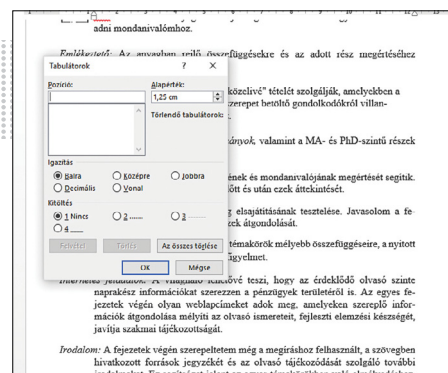 adni mondanivalómhoz.
Emlékeztető: Az anyagban rejlő összefüggésekre és az adott rész megértéséhez
Tabulátorok ? ×
Pozíció: Alapérték:
1,25 cm
Törlendő tabulátorok:
közelivé" tételét szolgálják, amelyekben a
zerepet betöltő gondolkodókról villan-
ányok, valamint a MA- és PhD-szintű részek
Igazítás
Balra Középre Jobbra
Decimális Vonal
ének és mondanivalójának megértését segítik.
őtt és után ezek áttekintését.
Kitöltés
1 Nincs 2 ...... 3 ------
4 ___
g elsajátításának tesztelése. Javasolom a fe-
zek átgondolását.
Felvétel Törlés Az összes törlése
témakörök mélyebb összefüggéseire, a nyitott
figyelmet.
OK Mégse
Internetes feladatok: A világháló lehetővé teszi, hogy az érdeklődő olvasó szinte
naprakész információkat szerezzen a pénzügyek területéről is. Az egyes fe-
jezetek végén olyan weblapcímeket adok meg, amelyeken szereplő infor-
mációk átgondolása mélyíti az olvasó ismereteit, fejleszti elemzési készségét,
javítja szakmai tájékozottságát.
Irodalom: A fejezetek végén szerepeltetem még a megíráshoz felhasznált, a szövegben
hivatkozott források jegyzékét és az olvasó tájékozódását szolgáló további